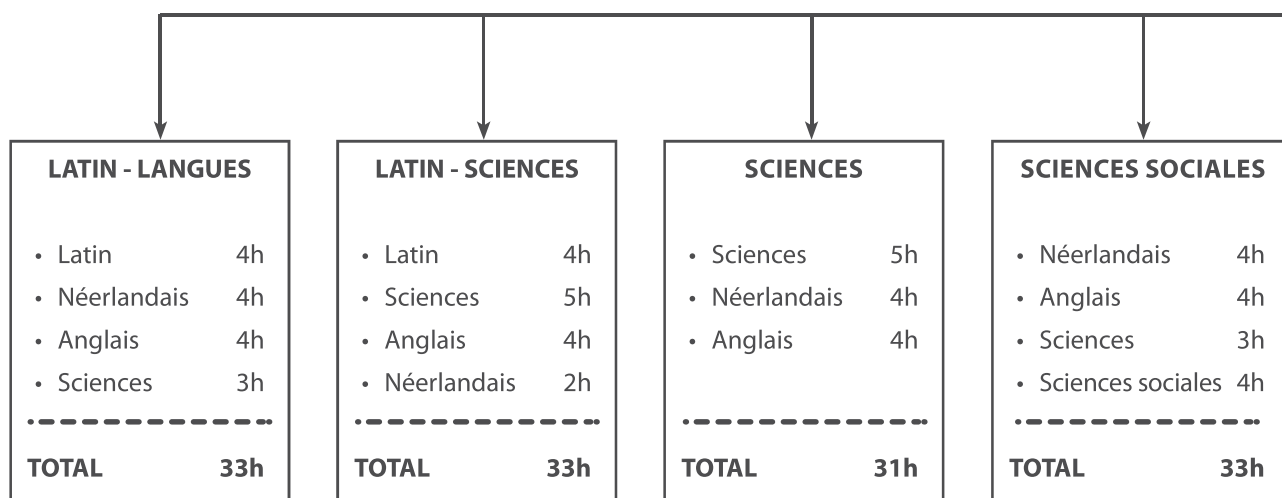 LATIN - LANGUES
• Latin 4h
• Néerlandais 4h
• Anglais 4h
• Sciences 3h
TOTAL 33h
LATIN - SCIENCES
• Latin 4h
• Sciences 5h
• Anglais 4h
• Néerlandais 2h
TOTAL 33h
SCIENCES
• Sciences 5h
• Néerlandais 4h
• Anglais 4h
TOTAL 31h
SCIENCES SOCIALES
• Néerlandais 4h
• Anglais 4h
• Sciences 3h
• Sciences sociales 4h
TOTAL 33h